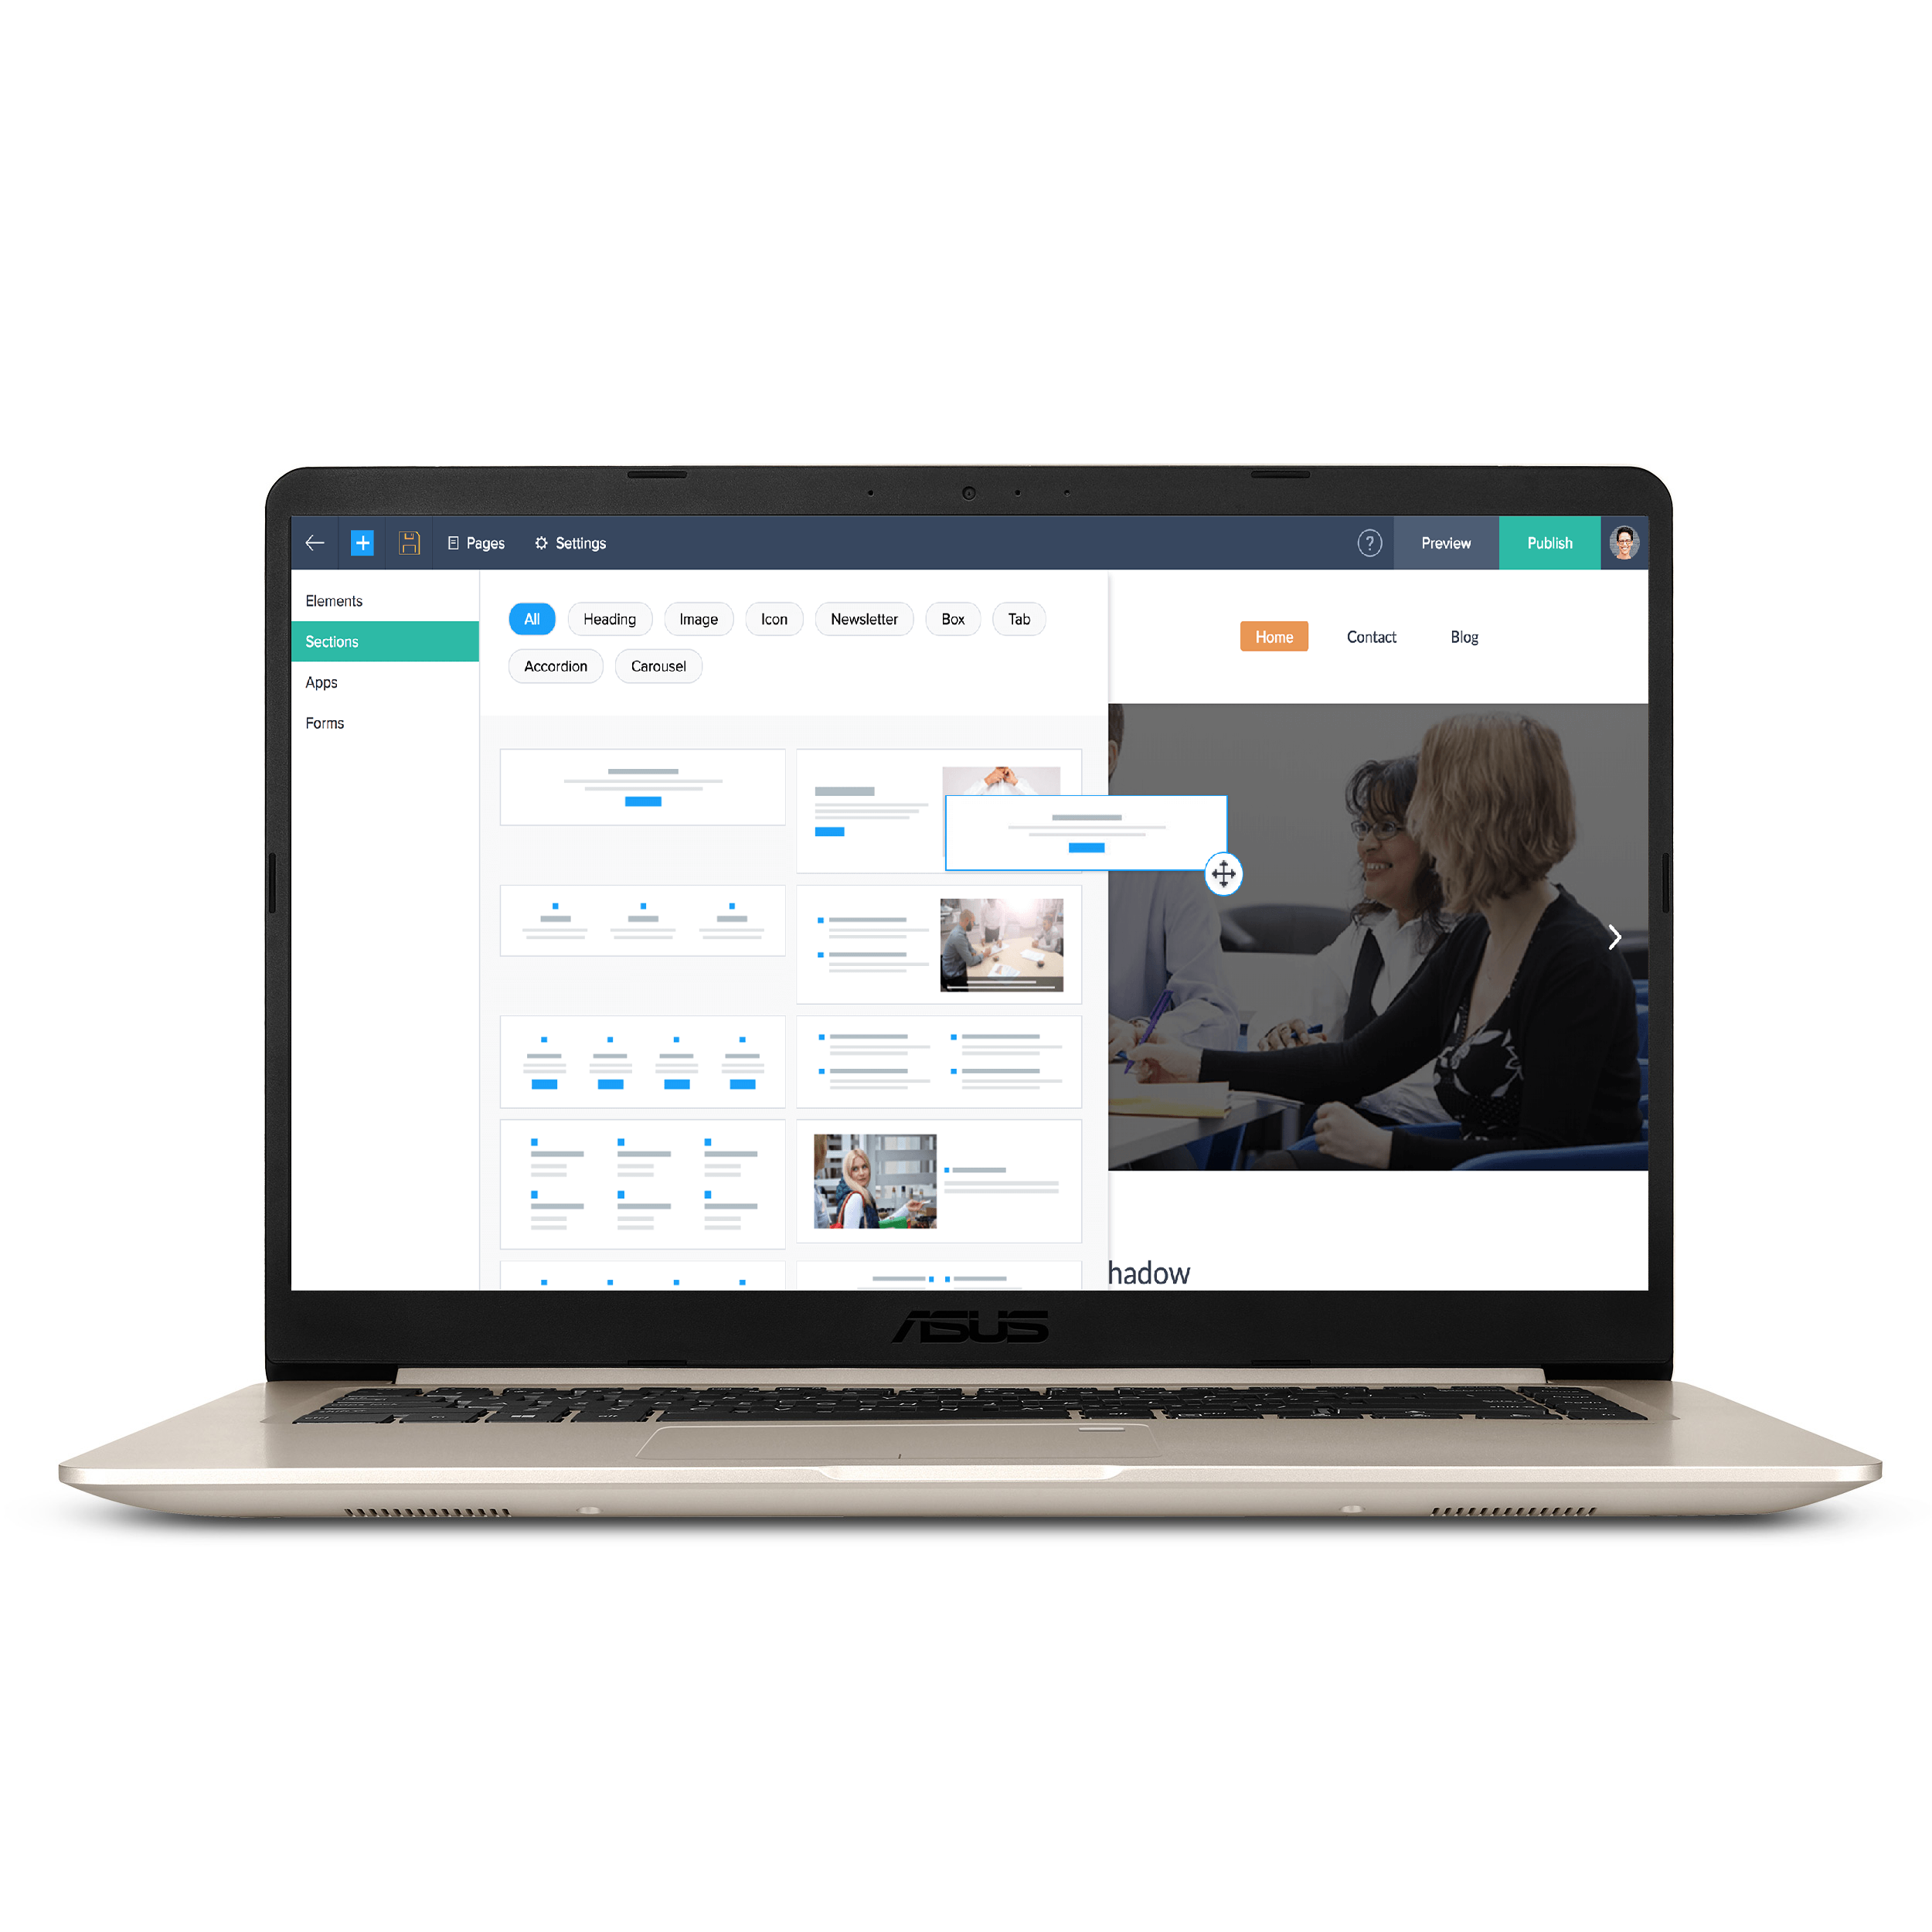 Pages Settings ? Preview Publish
Elements
Sections
Apps
Forms
All Heading Image Icon Newsletter Box Tab
Accordion Carousel
Home Contact Blog
hadow
ASUS